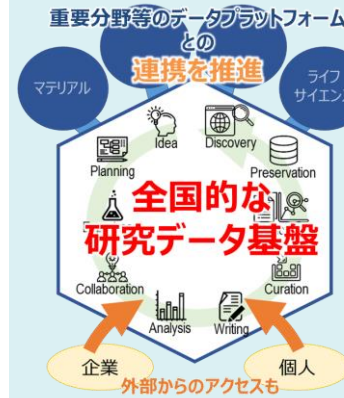 重要分野等のデータプラットフォーム
との
連携を推進
マテリアル
ライフ
サイエンス
Idea
Discovery
Planning
Preservation
全国的な
研究データ基盤
Collaboration
Curation
Analysis
Writing
企業
個人
外部からのアクセスも